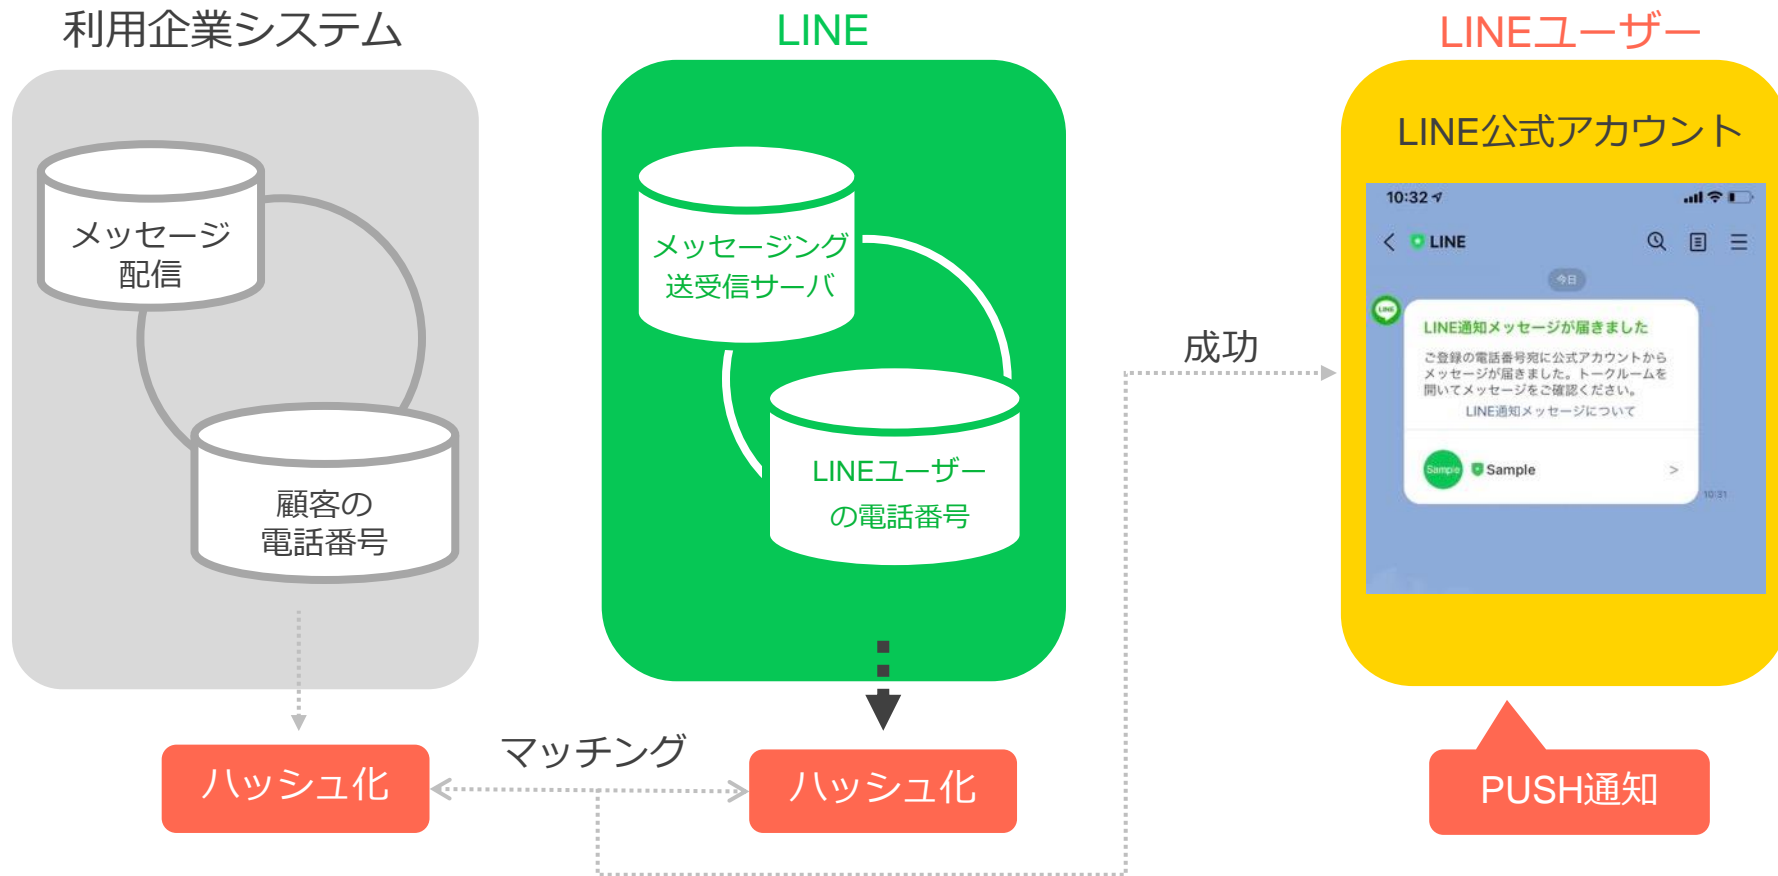 利用企業システム
LINE
LINEユーザー
メッセージ
配信
顧客の
電話番号
メッセージング
送受信サーバ
LINEユーザー
の電話番号
ハッシュ化
マッチング
ハッシュ化
成功
LINE公式アカウント
10:32
LINE
今日
LINE
LINE通知メッセージが届きました
ご登録の電話番号宛に公式アカウントから
メッセージが届きました。トークルームを
開いてメッセージをご確認ください。
LINE通知メッセージについて
Sample
Sample
10:31
PUSH通知